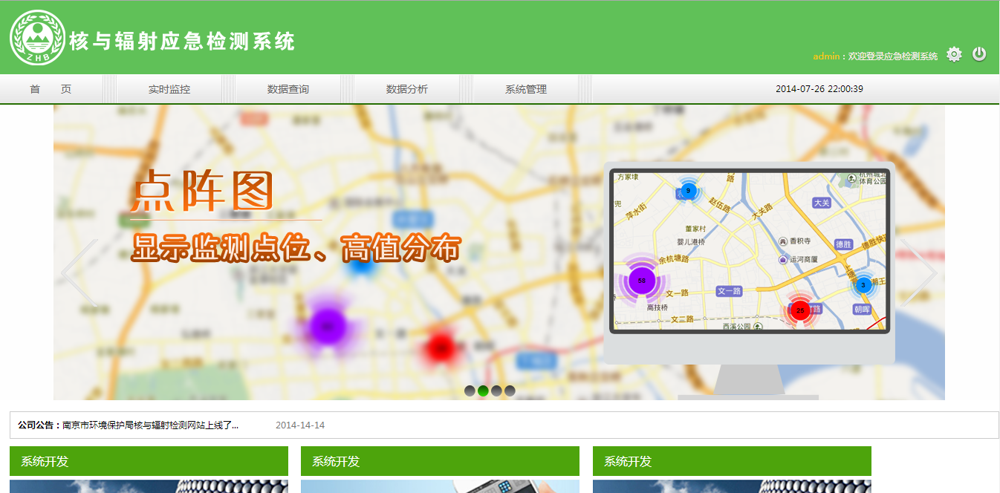 ZHB
核与辐射应急检测系统
admin：欢迎登录应急检测系统
首 页 实时监控 数据查询 数据分析 系统管理 2014-07-26 22:00:39
点阵图
显示监测点位、高值分布
方家埭
路
杭州城北
体育公园
9
大关
萍水街
赵伍路
大关路
董家村
婴儿港桥
香积寺
德胜
德胜快
余杭塘路
运河商厦
58
3
潮王
文一路
文一路
高技桥
25
路
朝晖
文二路
西溪公园
公司公告：南京市环境保护局核与辐射检测网站上线了... 2014-14-14
系统开发 系统开发 系统开发